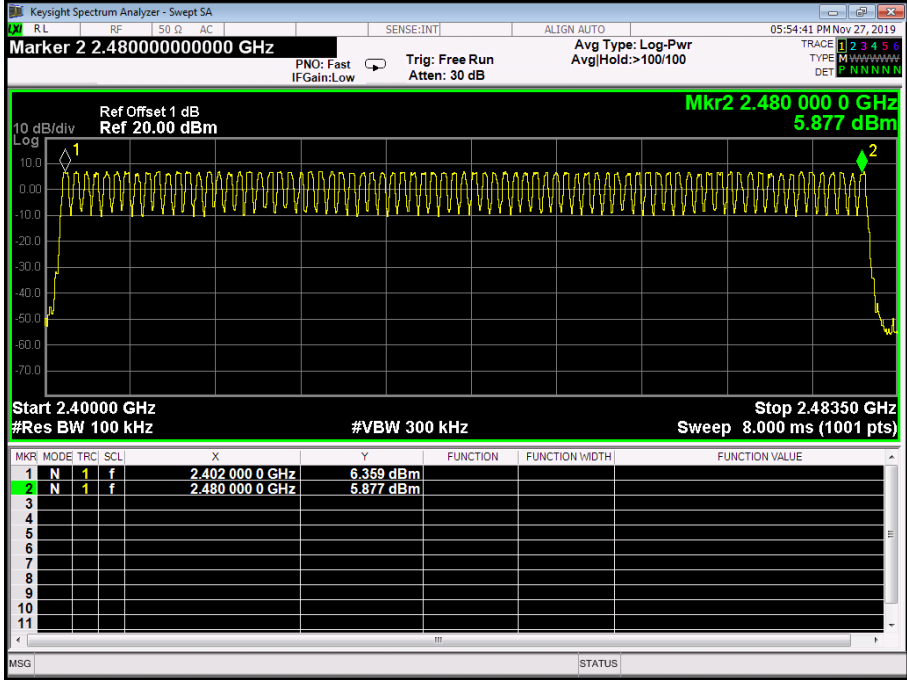 Keysight Spectrum Analyzer - Swept SA
LXI RL RF 50 Ω AC SENSE:INT ALIGN AUTO 05:54:41 PM Nov 27, 2019
Marker 2 2.480000000000 GHz
PNO: Fast
IFGain:Low
Trig: Free Run
Atten: 30 dB
Avg Type: Log-Pwr
Avg|Hold:>100/100
TRACE 1 2 3 4 5 6
TYPE M WWWWW
DET P N N N N N
Mkr2 2.480 000 0 GHz
5.877 dBm
Ref Offset 1 dB
10 dB/div Ref 20.00 dBm
Log
1
2
10.0
0.00
-10.0
-20.0
-30.0
-40.0
-50.0
-60.0
-70.0
Start 2.40000 GHz Stop 2.48350 GHz
#Res BW 100 kHz #VBW 300 kHz Sweep 8.000 ms (1001 pts)
MKR MODE TRC SCL X Y FUNCTION FUNCTION WIDTH FUNCTION VALUE
1 N 1 f 2.402 000 0 GHz 6.359 dBm
2 N 1 f 2.480 000 0 GHz 5.877 dBm
3
4
5
6
7
8
9
10
11
MSG STATUS